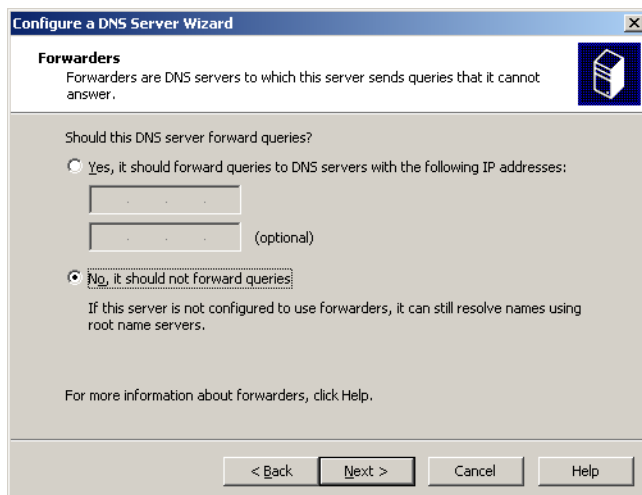 Configure a DNS Server Wizard
Forwarders
Forwarders are DNS servers to which this server sends queries that it cannot
answer.
Should this DNS server forward queries?
Yes, it should forward queries to DNS servers with the following IP addresses:
(optional)
No, it should not forward queries
If this server is not configured to use forwarders, it can still resolve names using
root name servers.
For more information about forwarders, click Help.
< Back Next > Cancel Help